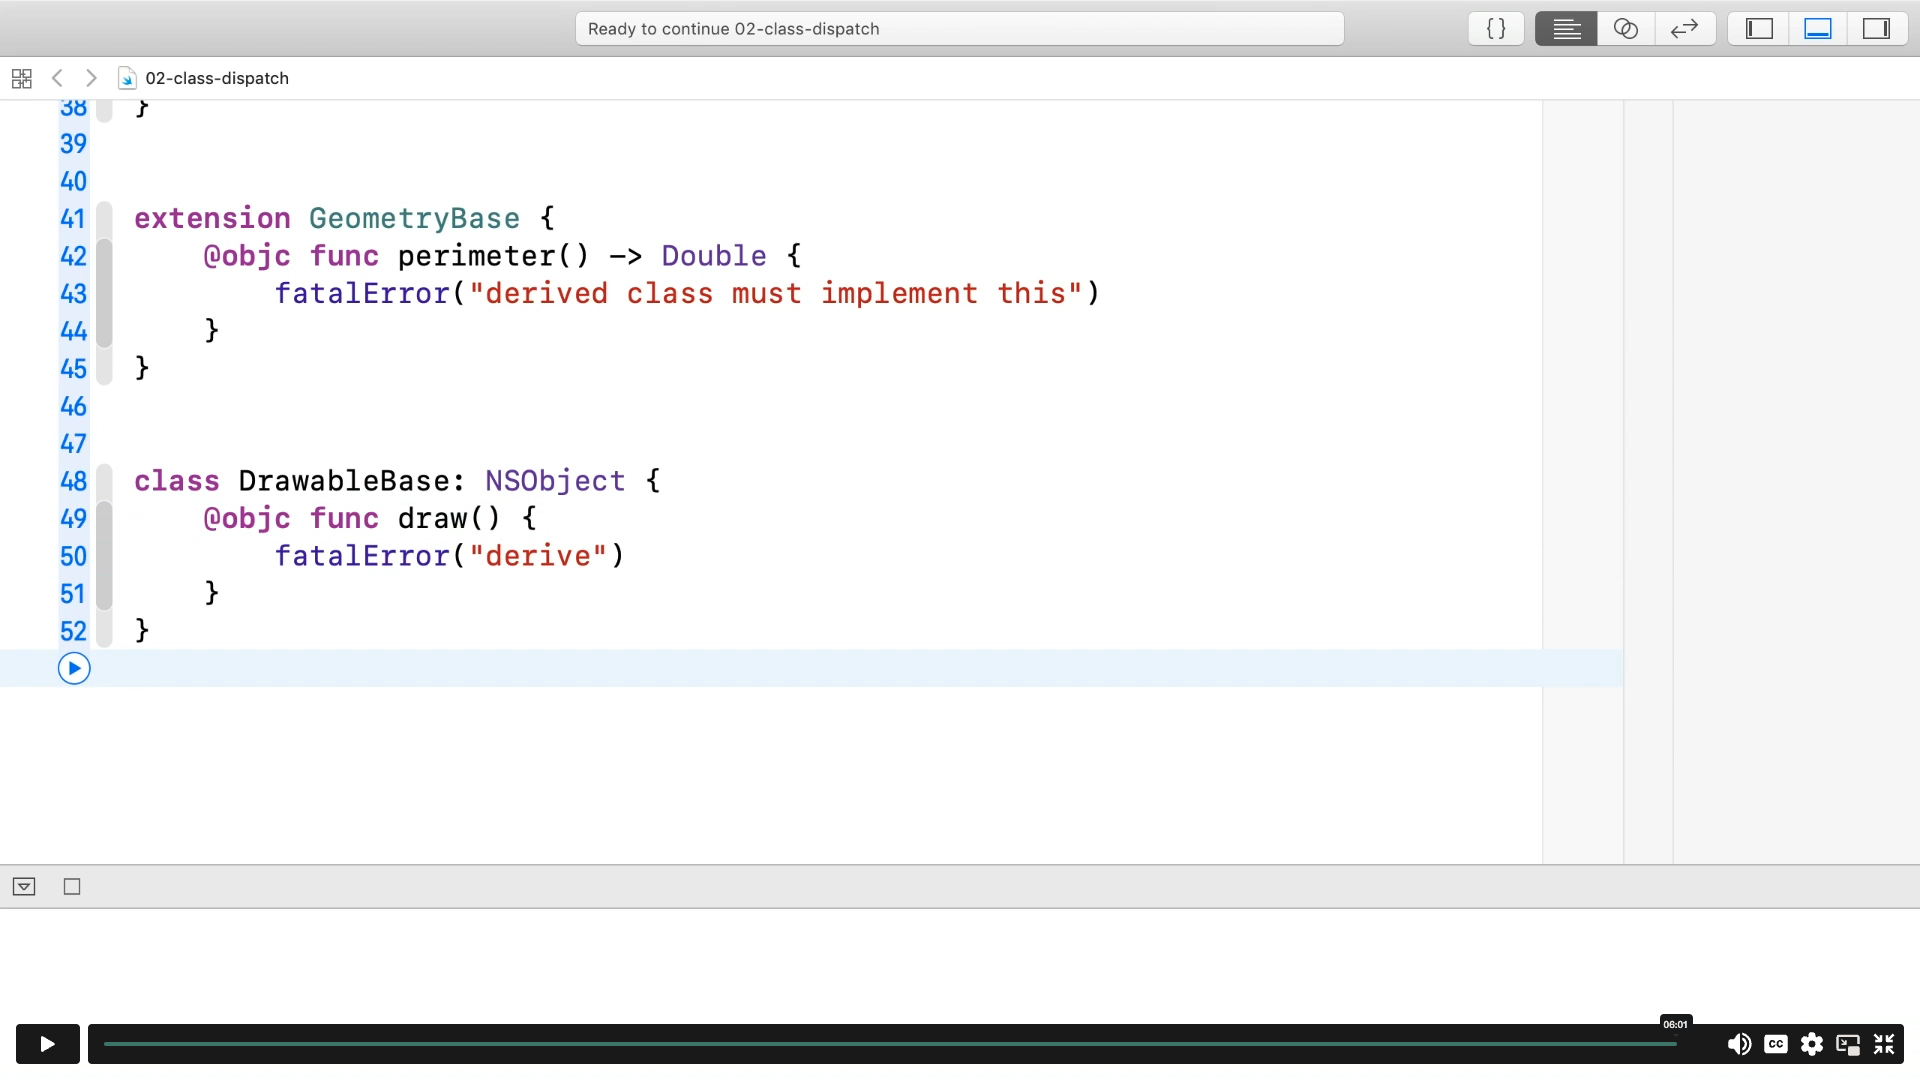 Ready to continue 02-class-dispatch
{ }
02-class-dispatch
38 }
39
40
41 extension GeometryBase {
42 @objc func perimeter() -> Double {
43 fatalError("derived class must implement this")
44 }
45 }
46
47
48 class DrawableBase: NSObject {
49 @objc func draw() {
50 fatalError("derive")
51 }
52 }
06:01
CC